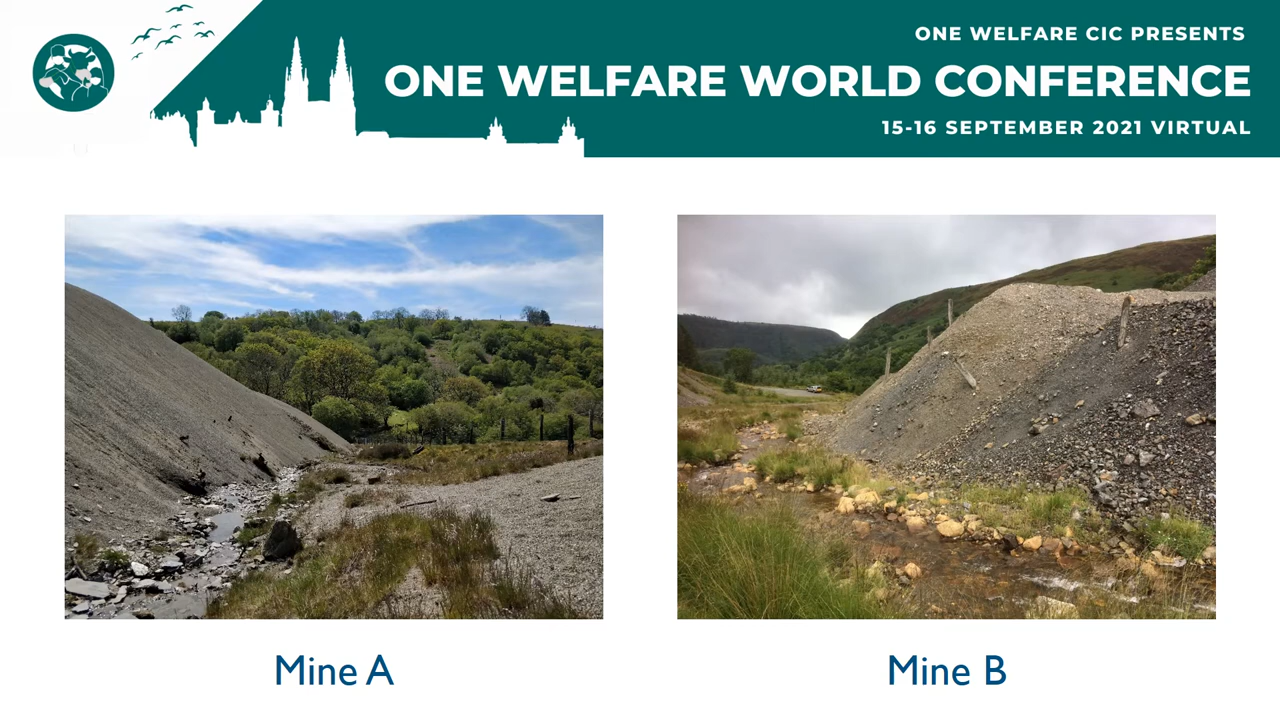 ONE WELFARE CIC PRESENTS
ONE WELFARE WORLD CONFERENCE
15-16 SEPTEMBER 2021 VIRTUAL
Mine A
Mine B